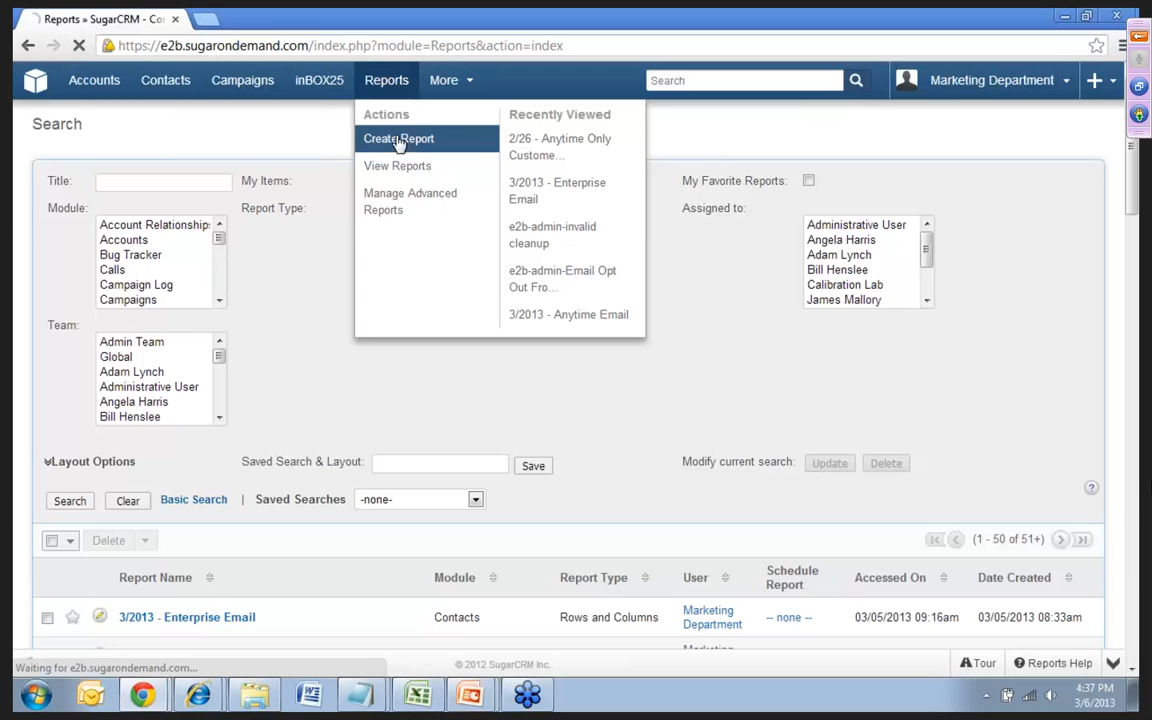 Reports » SugarCRM - Cor
https://e2b.sugarondemand.com/index.php?module=Reports&action=index
Accounts Contacts Campaigns inBOX25 Reports More Search Marketing Department
Actions Recently Viewed
Search
Create Report 2/26 - Anytime Only
Custome...
View Reports
Title: My Items: 3/2013 - Enterprise My Favorite Reports:
Manage Advanced Email
Reports
Module: Report Type: Assigned to:
Account Relationship: e2b-admin-invalid Administrative User
Accounts cleanup Angela Harris
Bug Tracker Adam Lynch
Calls e2b-admin-Email Opt Bill Henslee
Campaign Log Out Fro... Calibration Lab
Campaigns James Mallory
3/2013 - Anytime Email
Team:
Admin Team
Global
Adam Lynch
Administrative User
Angela Harris
Bill Henslee
Layout Options Saved Search & Layout: Save Modify current search: Update Delete
Search Clear Basic Search | Saved Searches -none- ?
Delete (1 - 50 of 51+)
Report Name Module Report Type User Schedule Report Accessed On Date Created
3/2013 - Enterprise Email Contacts Rows and Columns Marketing Department -- none -- 03/05/2013 09:16am 03/05/2013 08:33am
Waiting for e2b.sugarondemand.com... © 2012 SugarCRM Inc. Tour Reports Help
4:37 PM
3/6/2013